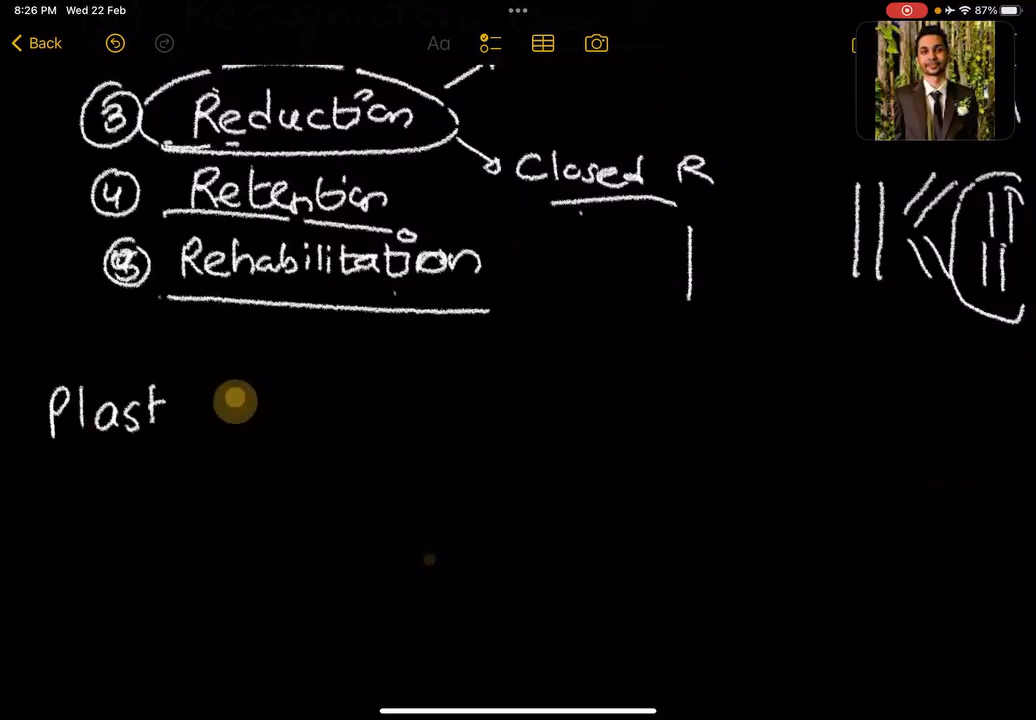 8:26 PM Wed 22 Feb
87%
Back
Aa
3 Reduction
Closed R
4 Retention
5 Rehabilitation
Plast